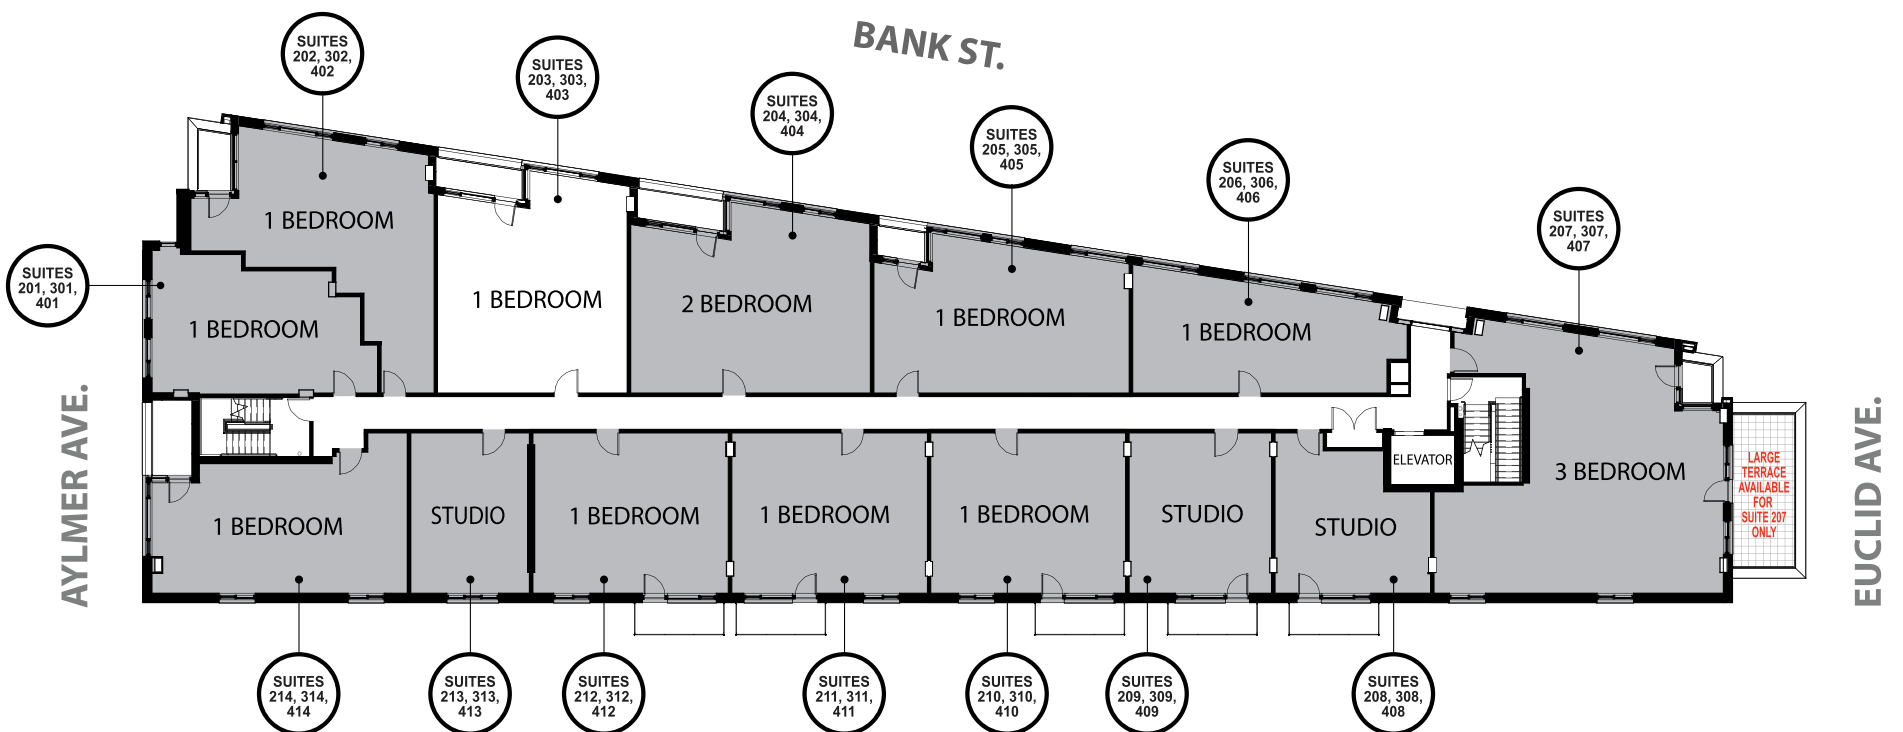 BANK ST.
SUITES
202, 302,
402
SUITES
203, 303,
403
SUITES
204, 304,
404
SUITES
205, 305,
405
SUITES
206, 306,
406
SUITES
207, 307,
407
SUITES
201, 301,
401
1 BEDROOM
1 BEDROOM
1 BEDROOM
2 BEDROOM
1 BEDROOM
1 BEDROOM
AYLMER AVE.
EUCLID AVE.
ELEVATOR
3 BEDROOM
LARGE
TERRACE
AVAILABLE
FOR
SUITE 207
ONLY
1 BEDROOM
STUDIO
1 BEDROOM
1 BEDROOM
1 BEDROOM
STUDIO
STUDIO
SUITES
214, 314,
414
SUITES
213, 313,
413
SUITES
212, 312,
412
SUITES
211, 311,
411
SUITES
210, 310,
410
SUITES
209, 309,
409
SUITES
208, 308,
408